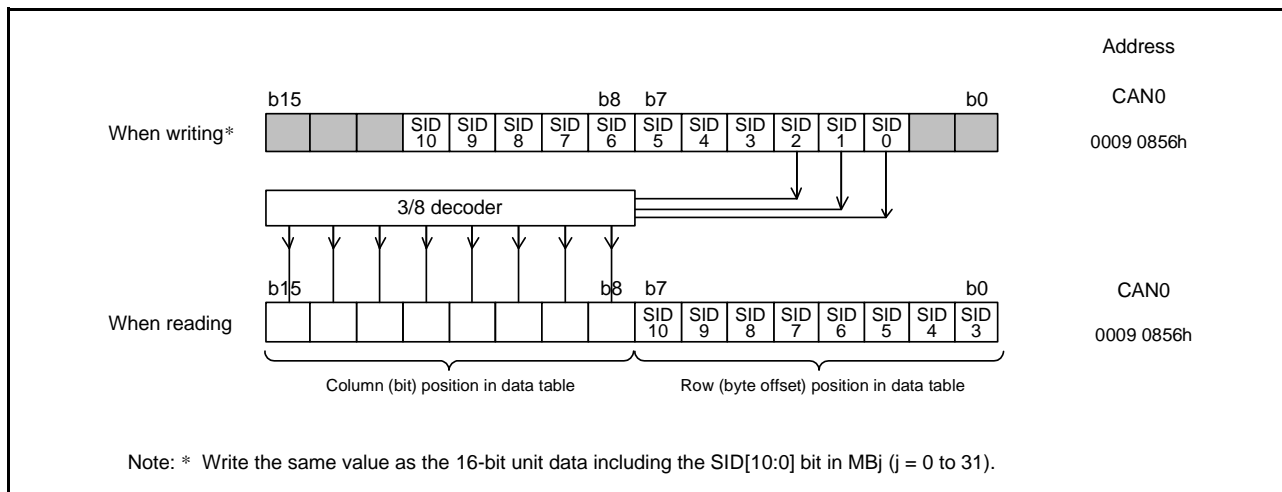 Address
b15 b8 b7 b0 CAN0
When writing* SID 10 SID 9 SID 8 SID 7 SID 6 SID 5 SID 4 SID 3 SID 2 SID 1 SID 0 0009 0856h
3/8 decoder
b15 b8 b7 b0 CAN0
When reading SID 10 SID 9 SID 8 SID 7 SID 6 SID 5 SID 4 SID 3 0009 0856h
Column (bit) position in data table Row (byte offset) position in data table
Note: * Write the same value as the 16-bit unit data including the SID[10:0] bit in MBj (j = 0 to 31).